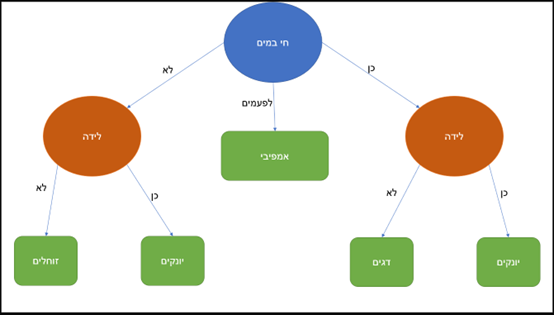 חי במים
כן
לא
לפעמים
לידה
אמפיבי
לידה
כן
לא
כן
לא
יונקים
דגים
יונקים
זוחלים